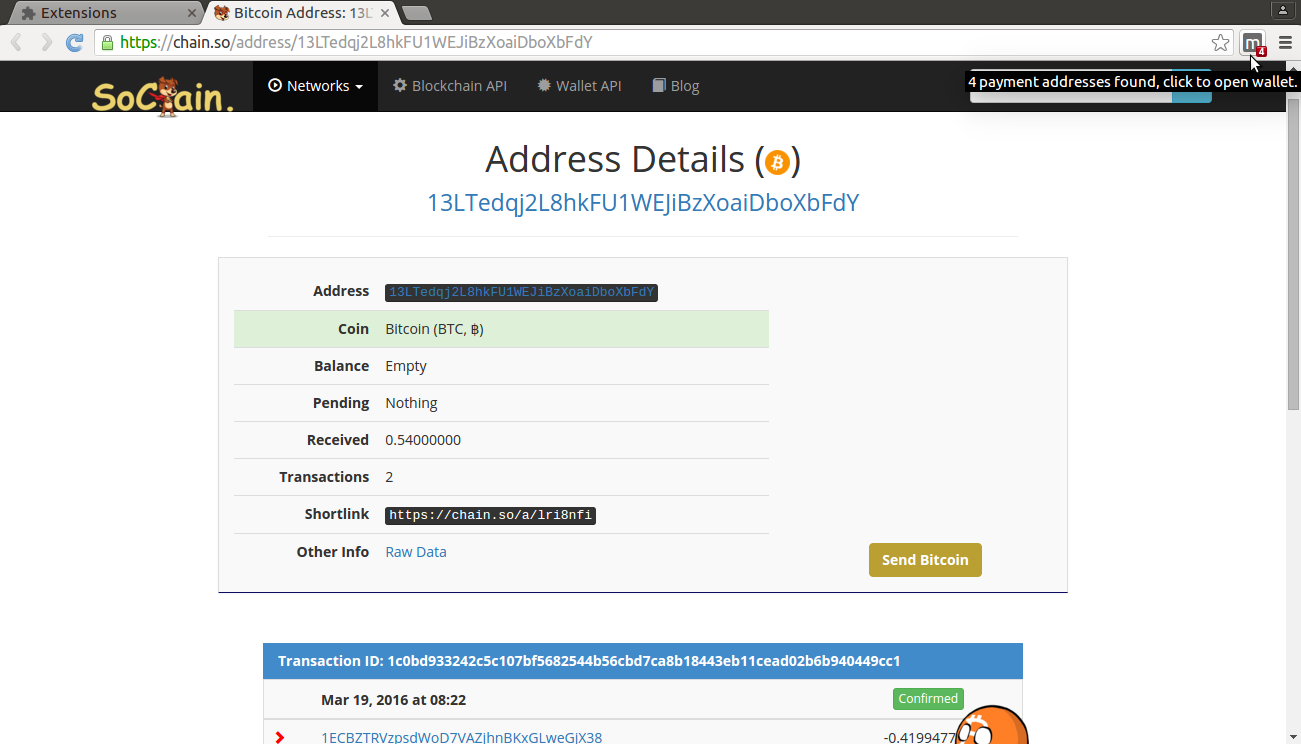 Extensions
Bitcoin Address: 13L
https://chain.so/address/13LTedqj2L8hkFU1WEJiBzXoaiDboXbFdY
m
4
4 payment addresses found, click to open wallet.
SoChain.
Networks
Blockchain API
Wallet API
Blog
Address Details (₿)
13LTedqj2L8hkFU1WEJiBzXoaiDboXbFdY
Address 13LTedqj2L8hkFU1WEJiBzXoaiDboXbFdY
Coin Bitcoin (BTC, ฿)
Balance Empty
Pending Nothing
Received 0.54000000
Transactions 2
Shortlink https://chain.so/a/lri8nfi
Other Info Raw Data
Send Bitcoin
Transaction ID: 1c0bd933242c5c107bf5682544b56cbd7ca8b18443eb11cead02b6b940449cc1
Mar 19, 2016 at 08:22
Confirmed
1ECBZTRVzpsdWoD7VAZjhnBKxGLweGJX38 -0.4199477